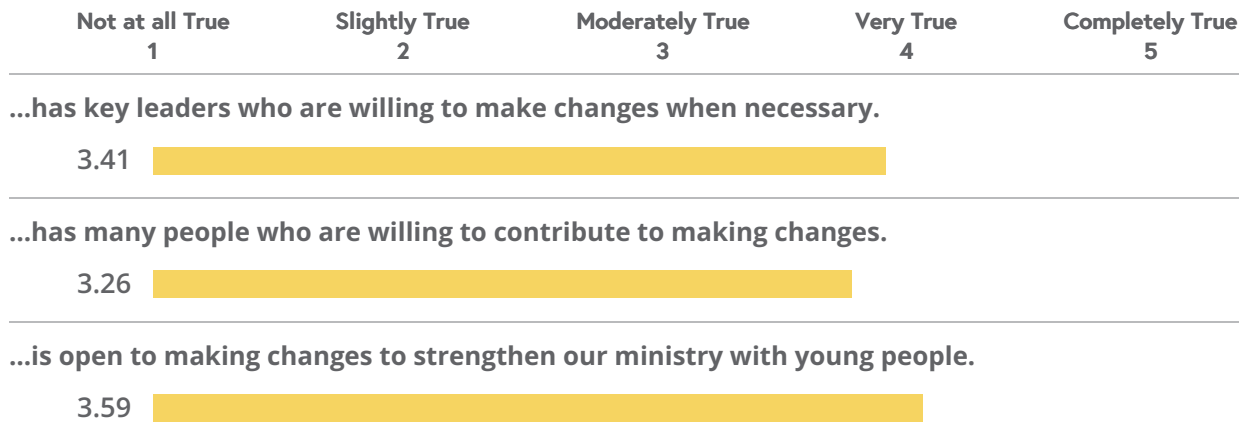 Not at all True Slightly True Moderately True Very True Completely True
1 2 3 4 5
...has key leaders who are willing to make changes when necessary.
3.41
...has many people who are willing to contribute to making changes.
3.26
...is open to making changes to strengthen our ministry with young people.
3.59